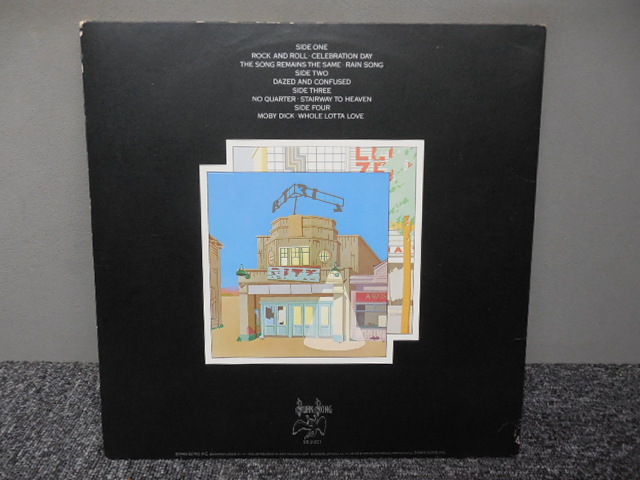 SIDE ONE
ROCK AND ROLL · CELEBRATION DAY
THE SONG REMAINS THE SAME RAIN SONG
SIDE TWO
DAZED AND CONFUSED
SIDE THREE
NO QUARTER · STAIRWAY TO HEAVEN
SIDE FOUR
MOBY DICK · WHOLE LOTTA LOVE
CITY
SWAN SONG